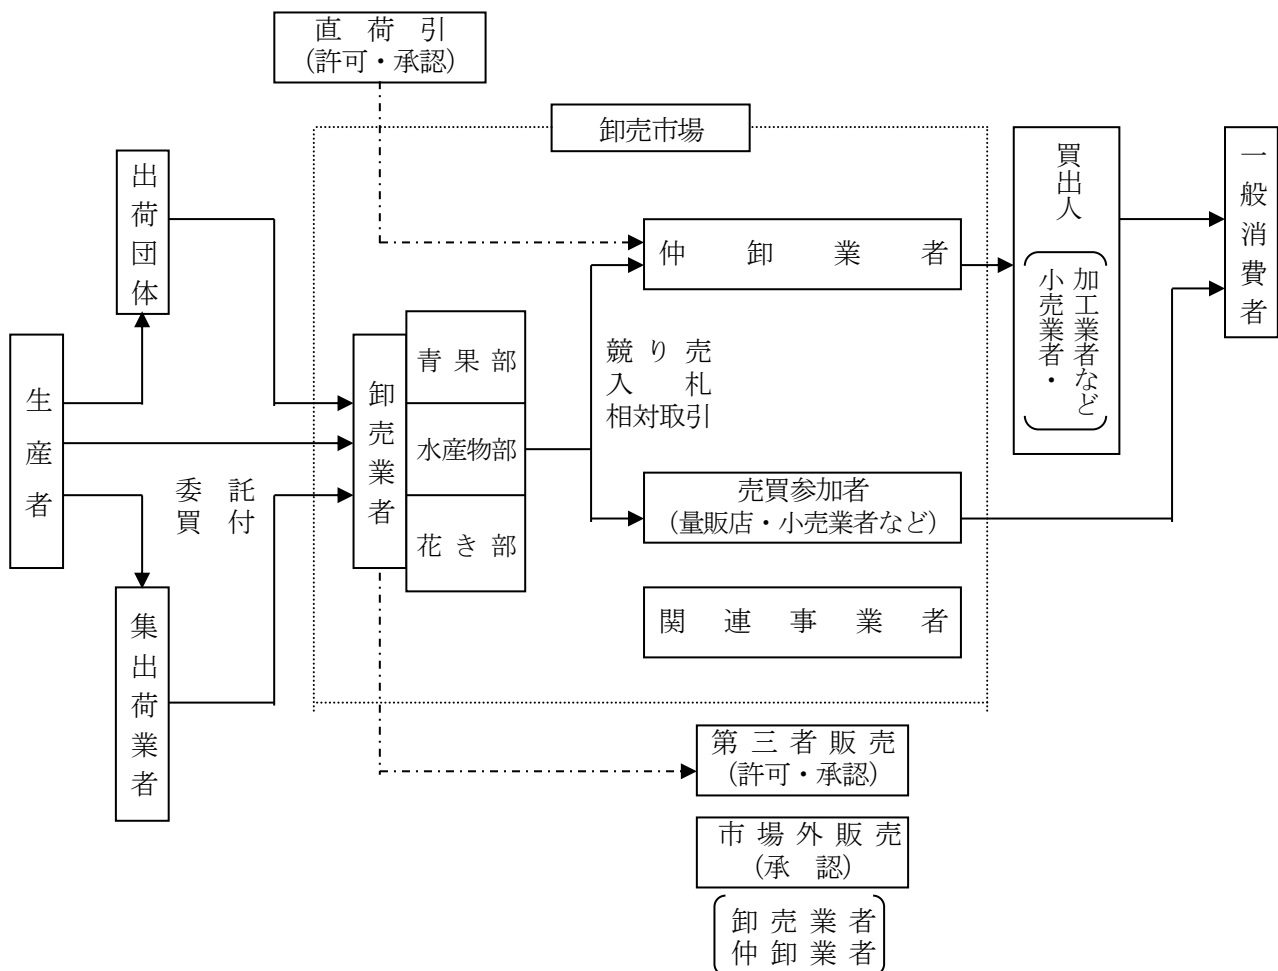 直荷引
(許可・承認)
卸売市場
出荷団体
生産者
集出荷業者
委託
買付
卸売業者
青果部
水産物部
花き部
競り売
入札
相対取引
仲卸業者
売買参加者
(量販店・小売業者など)
関連事業者
買出人
小売業者・
加工業者など
一般消費者
第三者販売
(許可・承認)
市場外販売
(承認)
卸売業者
仲卸業者